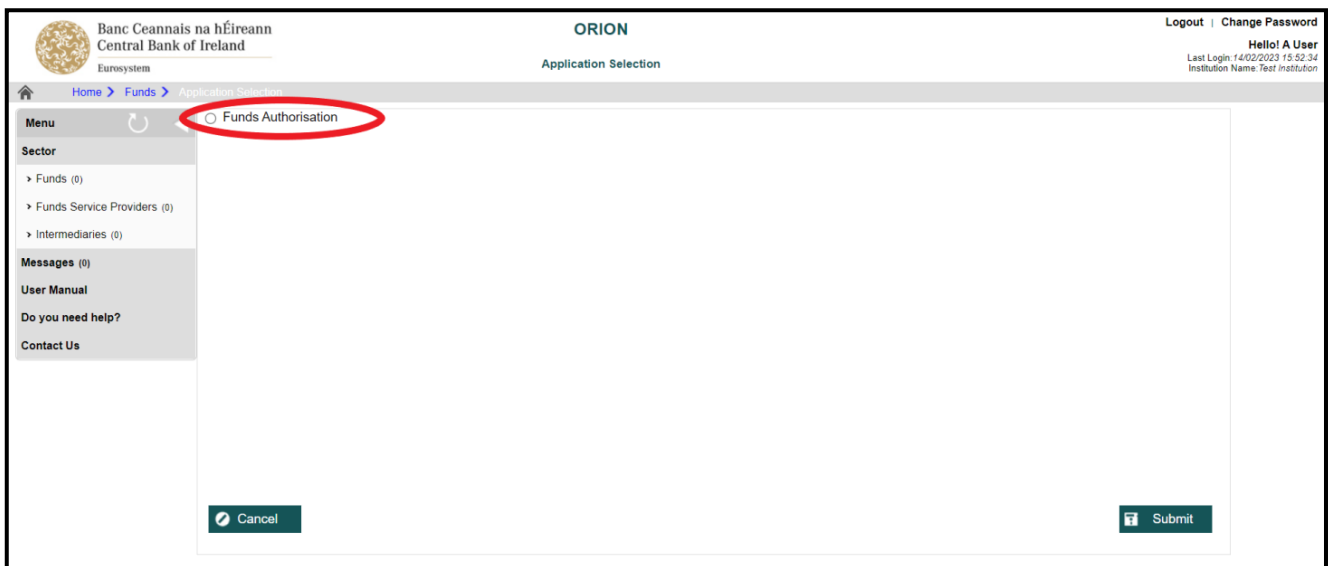 Banc Ceannais na hÉireann
Central Bank of Ireland
Eurosystem
ORION
Application Selection
Logout | Change Password
Hello! A User
Last Login:14/02/2023 15:52:34
Institution Name:Test Institution
Home > Funds > Application Selection
Menu
Sector
> Funds (0)
> Funds Service Providers (0)
> Intermediaries (0)
Messages (0)
User Manual
Do you need help?
Contact Us
Funds Authorisation
Cancel
Submit